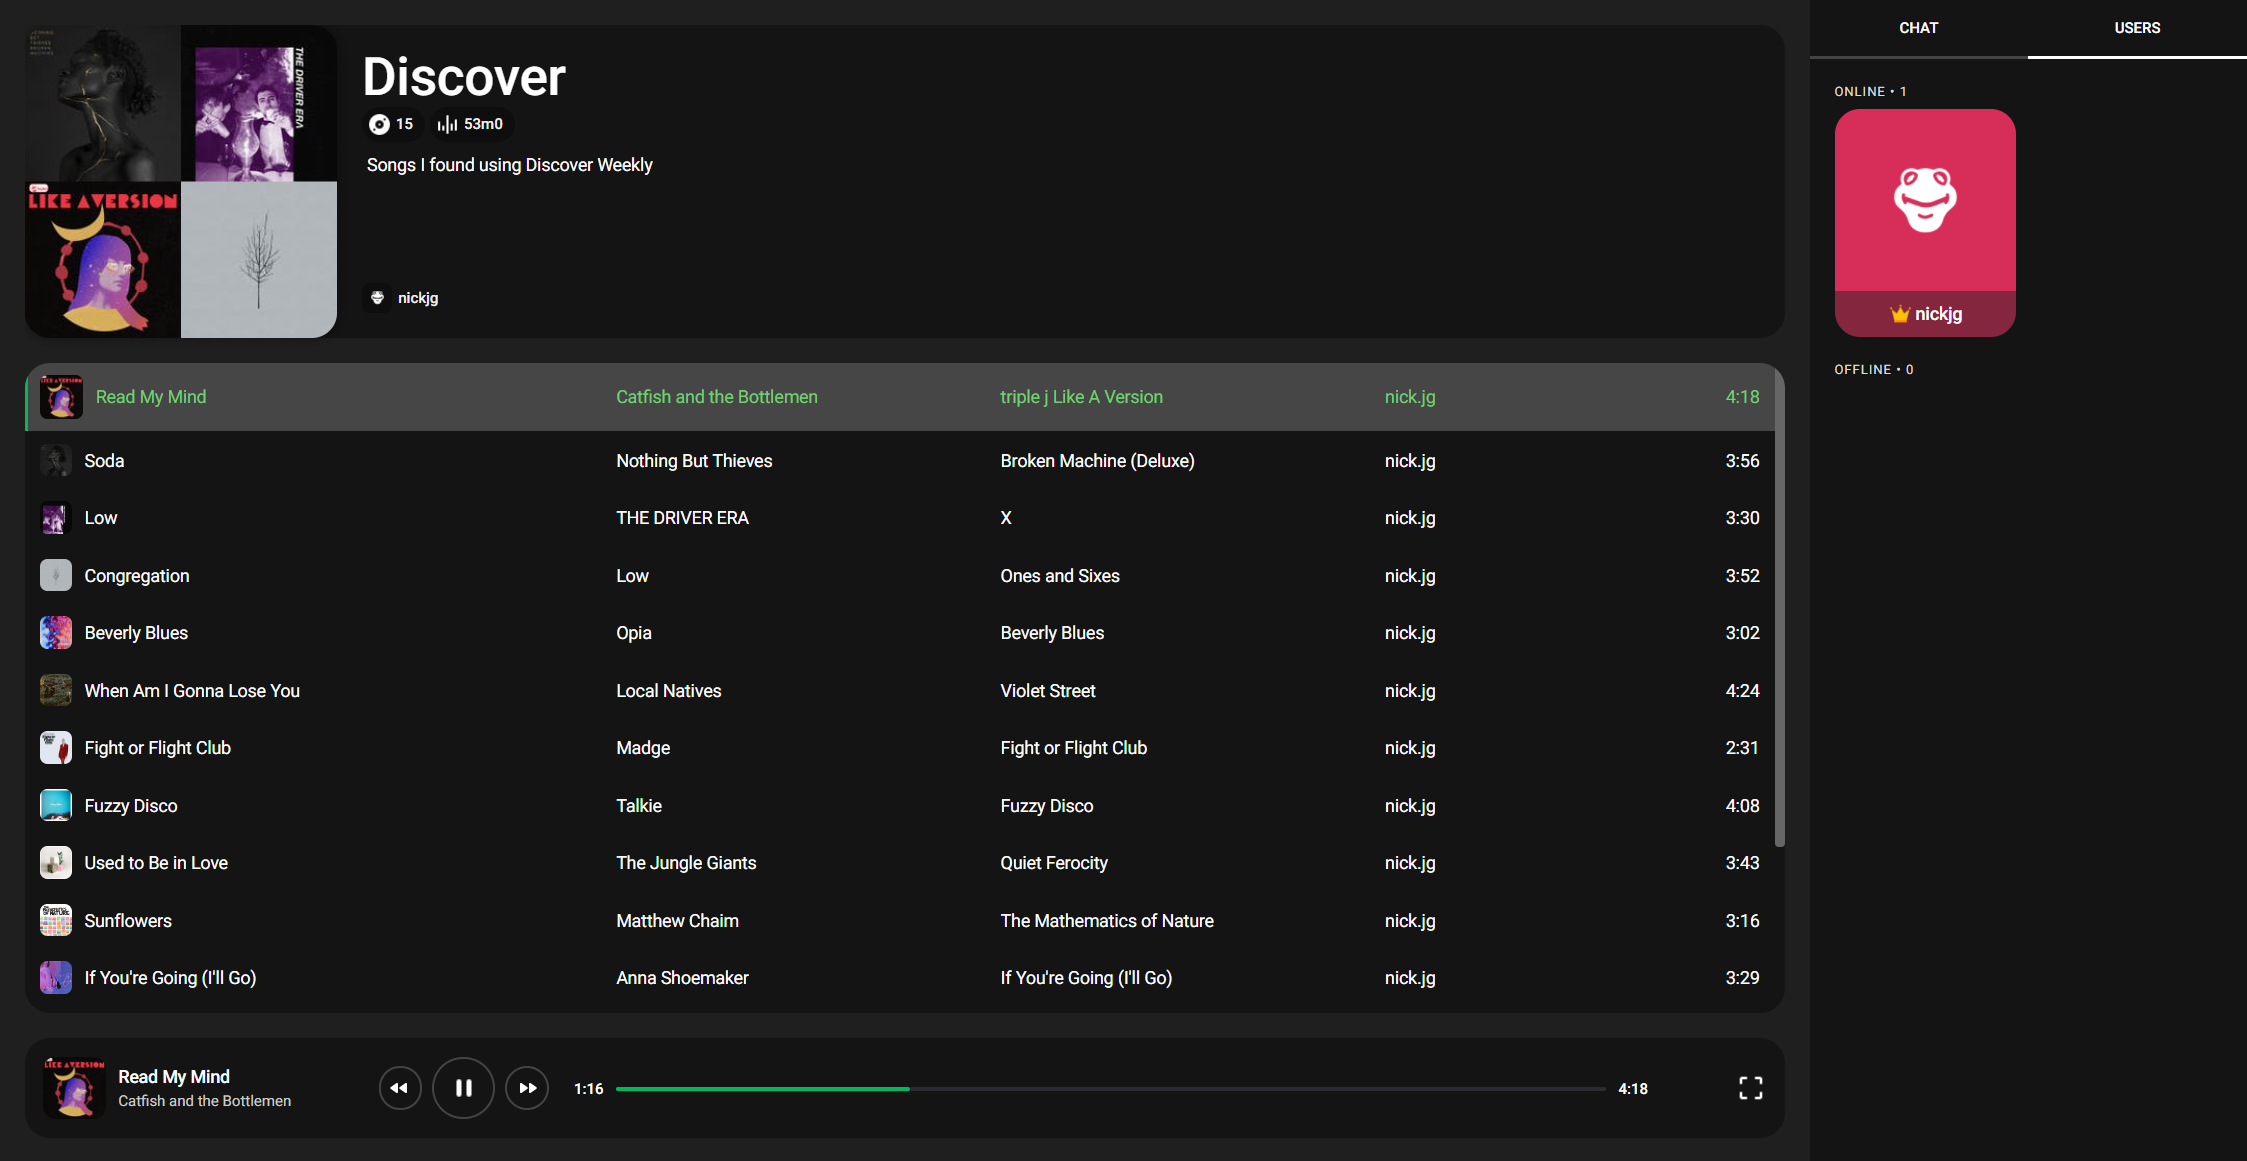 THE DRIVER ERA
LIKE A VERSION
Discover
15
53m0
Songs I found using Discover Weekly
nickjg
Read My Mind Catfish and the Bottlemen triple j Like A Version nick.jg 4:18
Soda Nothing But Thieves Broken Machine (Deluxe) nick.jg 3:56
Low THE DRIVER ERA X nick.jg 3:30
Congregation Low Ones and Sixes nick.jg 3:52
Beverly Blues Opia Beverly Blues nick.jg 3:02
When Am I Gonna Lose You Local Natives Violet Street nick.jg 4:24
Fight or Flight Club Madge Fight or Flight Club nick.jg 2:31
Fuzzy Disco Talkie Fuzzy Disco nick.jg 4:08
Used to Be in Love The Jungle Giants Quiet Ferocity nick.jg 3:43
Sunflowers Matthew Chaim The Mathematics of Nature nick.jg 3:16
If You're Going (I'll Go) Anna Shoemaker If You're Going (I'll Go) nick.jg 3:29
LIKE A VERSION
Read My Mind
Catfish and the Bottlemen
1:16
4:18
CHAT
USERS
ONLINE • 1
nickjg
OFFLINE • 0